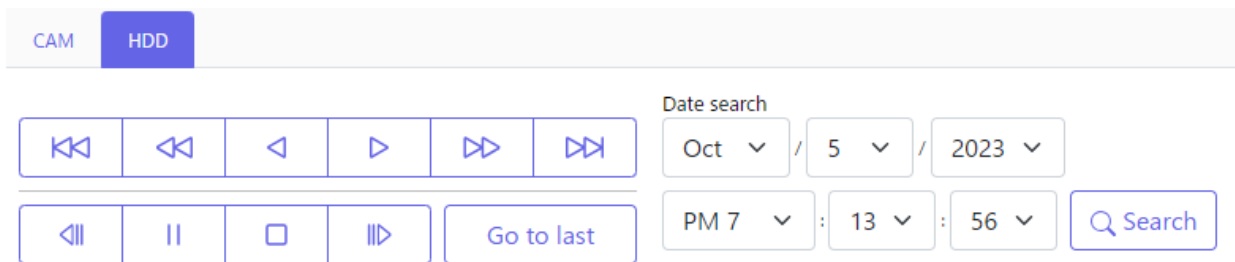 CAM HDD
Date search
Oct / 5 / 2023
PM 7 : 13 : 56 Search
Go to last